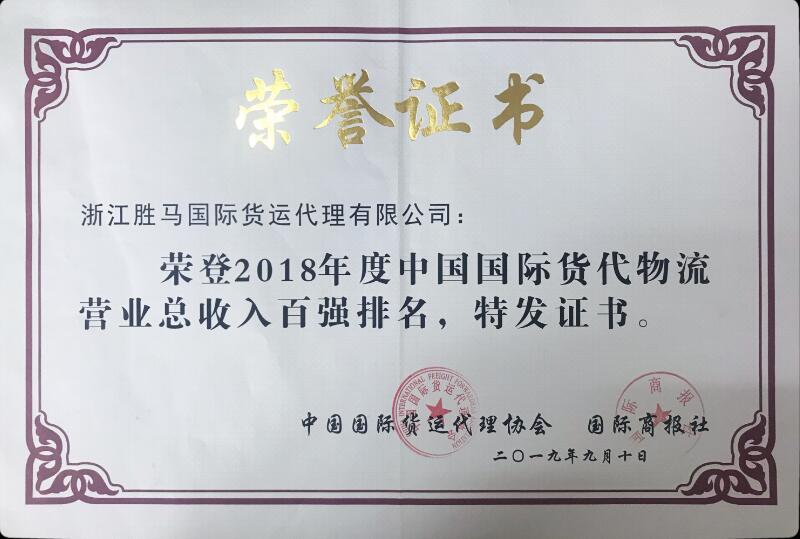 荣誉证书
浙江胜马国际货运代理有限公司：
荣登2018年度中国国际货代物流
营业总收入百强排名，特发证书。
中国国际货运代理协会 国际商报社
二〇一九年九月十日